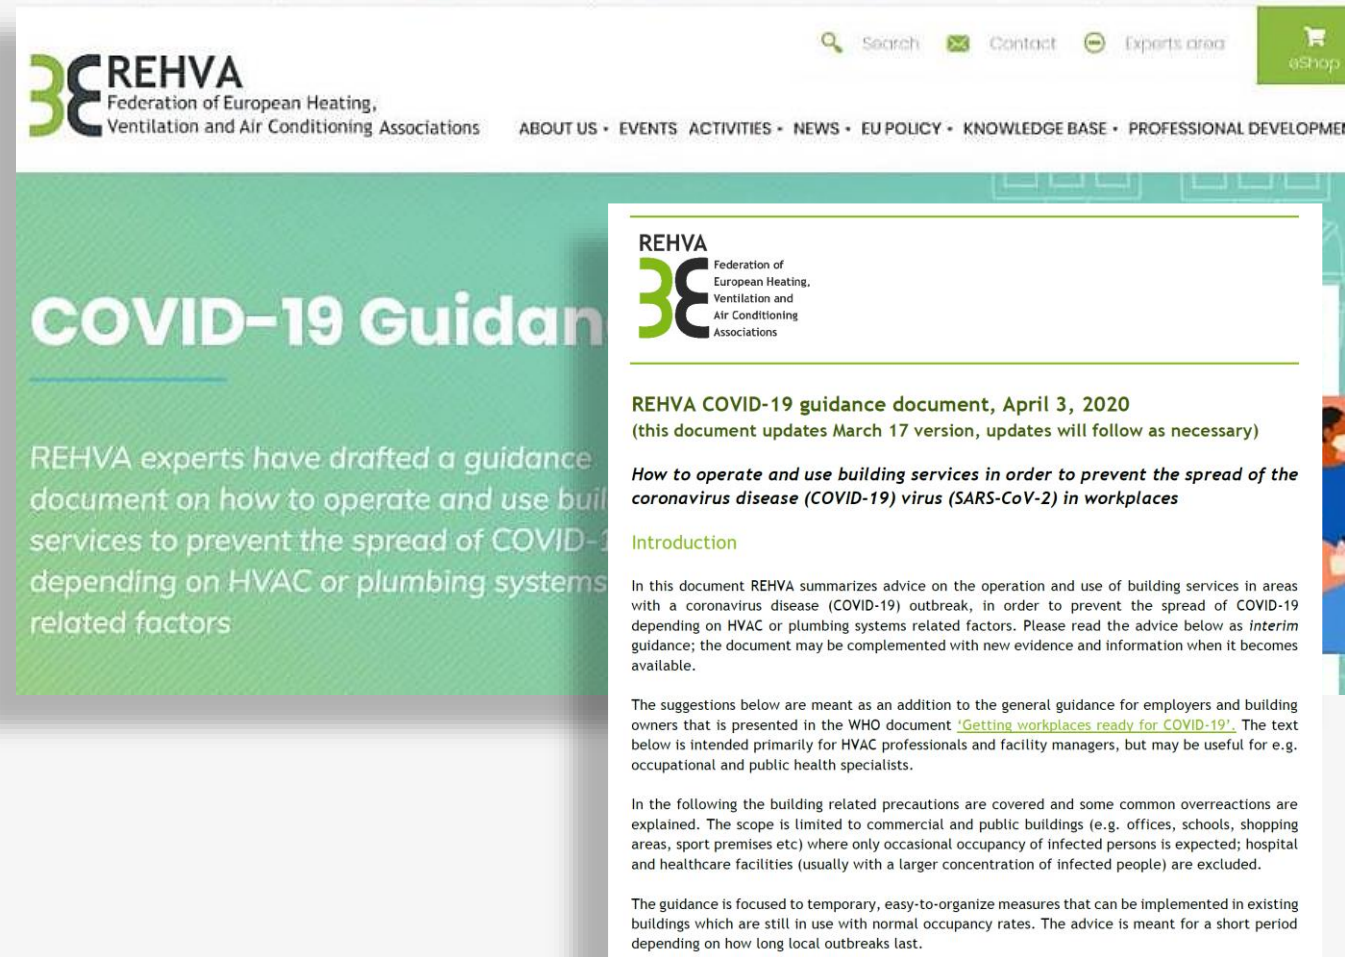 Search Contact Experts area eShop
REHVA
Federation of European Heating,
Ventilation and Air Conditioning Associations
ABOUT US EVENTS ACTIVITIES NEWS EU POLICY KNOWLEDGE BASE PROFESSIONAL DEVELOPMEN
COVID-19 Guidan
REHVA experts have drafted a guidance
document on how to operate and use buil
services to prevent the spread of COVID-1
depending on HVAC or plumbing systems
related factors
REHVA
Federation of
European Heating,
Ventilation and
Air Conditioning
Associations
REHVA COVID-19 guidance document, April 3, 2020
(this document updates March 17 version, updates will follow as necessary)
How to operate and use building services in order to prevent the spread of the
coronavirus disease (COVID-19) virus (SARS-CoV-2) in workplaces
Introduction
In this document REHVA summarizes advice on the operation and use of building services in areas
with a coronavirus disease (COVID-19) outbreak, in order to prevent the spread of COVID-19
depending on HVAC or plumbing systems related factors. Please read the advice below as interim
guidance; the document may be complemented with new evidence and information when it becomes
available.
The suggestions below are meant as an addition to the general guidance for employers and building
owners that is presented in the WHO document ‘Getting workplaces ready for COVID-19’. The text
below is intended primarily for HVAC professionals and facility managers, but may be useful for e.g.
occupational and public health specialists.
In the following the building related precautions are covered and some common overreactions are
explained. The scope is limited to commercial and public buildings (e.g. offices, schools, shopping
areas, sport premises etc) where only occasional occupancy of infected persons is expected; hospital
and healthcare facilities (usually with a larger concentration of infected people) are excluded.
The guidance is focused to temporary, easy-to-organize measures that can be implemented in existing
buildings which are still in use with normal occupancy rates. The advice is meant for a short period
depending on how long local outbreaks last.